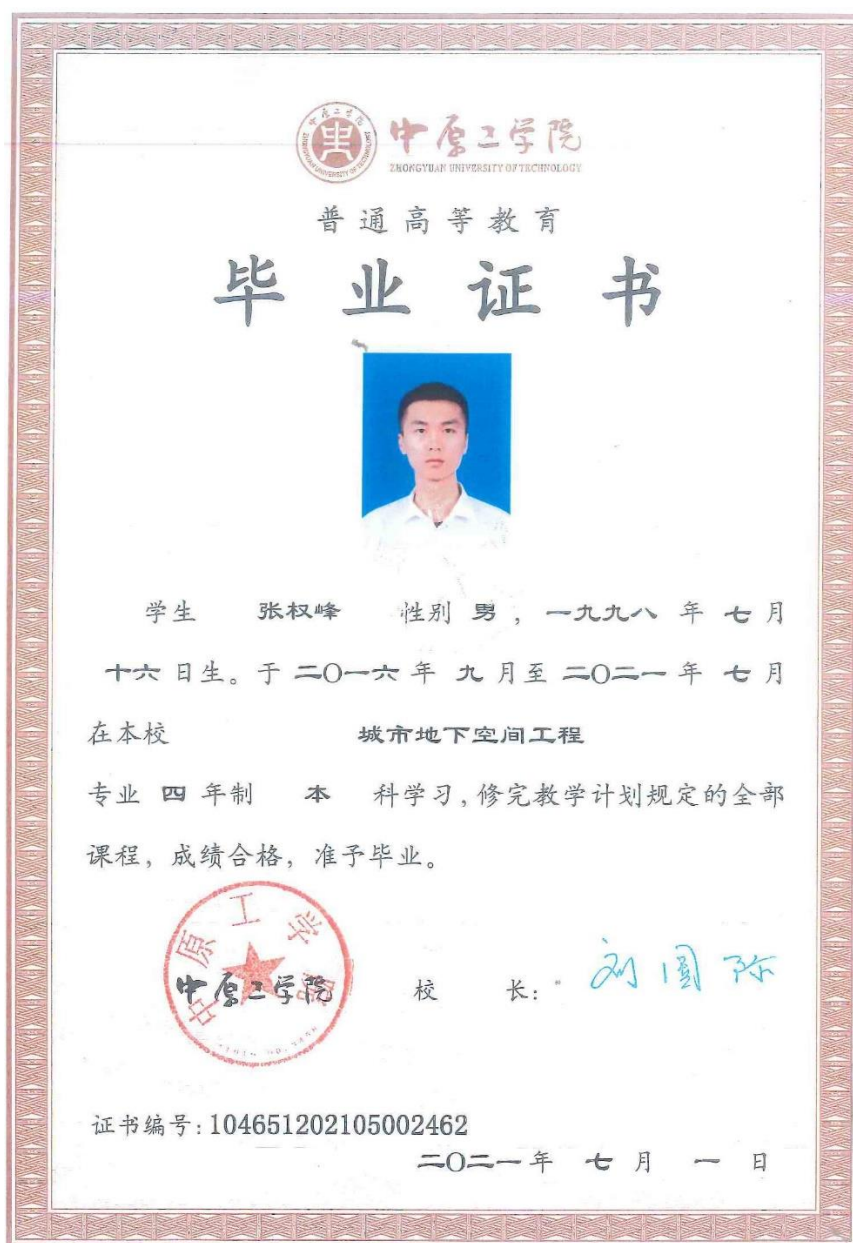 中原工学院
ZHONGYUAN UNIVERSITY OF TECHNOLOGY
普通高等教育
毕业证书
学生 张权峰 性别 男，一九九八 年 七 月
十六 日生。于 二〇一六 年 九 月至 二〇二一 年 七 月
在本校 城市地下空间工程
专业 四 年制 本 科学习，修完教学计划规定的全部
课程，成绩合格，准予毕业。
中原工学院
中原工学院 校 长：
证书编号：104651202105002462
二〇二一 年 七 月 一 日